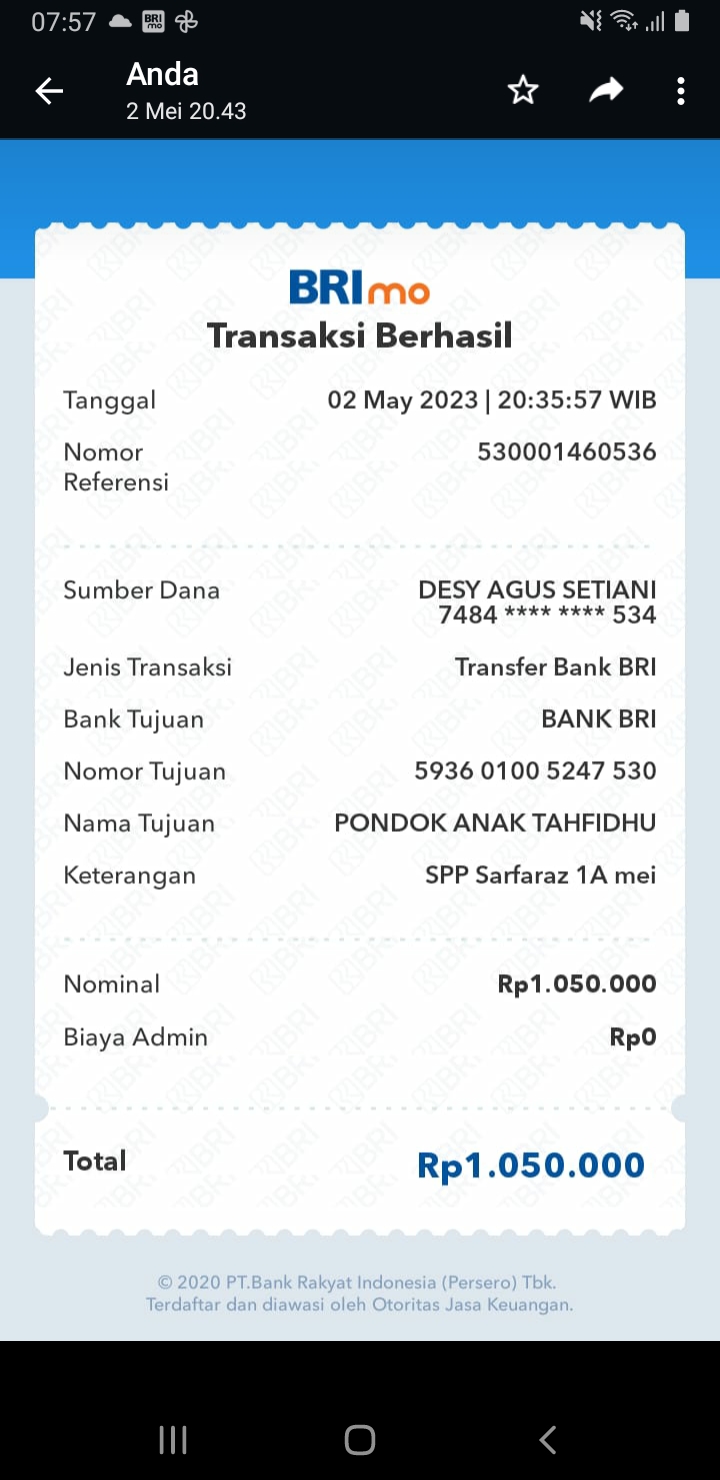 07:57
BRI
mo
Anda
2 Mei 20.43
BRImo
Transaksi Berhasil
Tanggal 02 May 2023 | 20:35:57 WIB
Nomor Referensi 530001460536
Sumber Dana DESY AGUS SETIANI
7484 **** **** 534
Jenis Transaksi Transfer Bank BRI
Bank Tujuan BANK BRI
Nomor Tujuan 5936 0100 5247 530
Nama Tujuan PONDOK ANAK TAHFIDHU
Keterangan SPP Sarfaraz 1A mei
Nominal Rp1.050.000
Biaya Admin Rp0
Total Rp1.050.000
© 2020 PT.Bank Rakyat Indonesia (Persero) Tbk.
Terdaftar dan diawasi oleh Otoritas Jasa Keuangan.